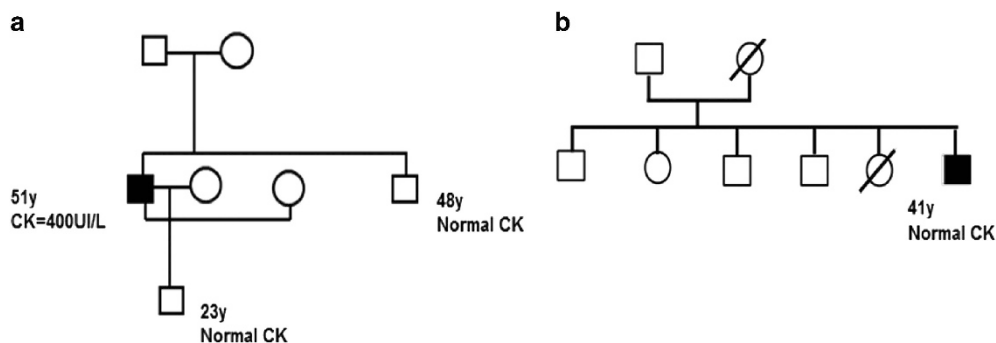 a
51y
CK=400UI/L
48y
Normal CK
23y
Normal CK
b
41y
Normal CK